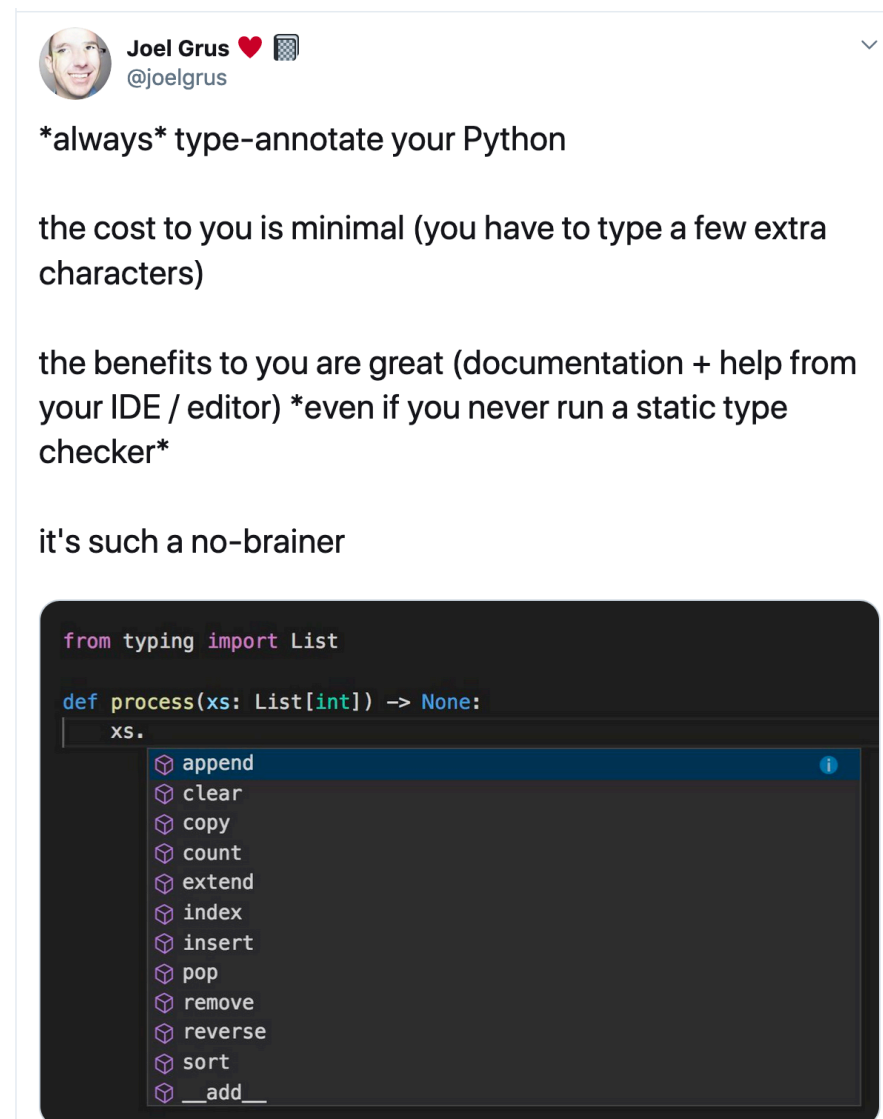 Joel Grus ❤️ 📓
@joelgrus
*always* type-annotate your Python
the cost to you is minimal (you have to type a few extra
characters)
the benefits to you are great (documentation + help from
your IDE / editor) *even if you never run a static type
checker*
it's such a no-brainer
from typing import List
def process(xs: List[int]) -> None:
xs.
append
clear
copy
count
extend
index
insert
pop
remove
reverse
sort
__add__